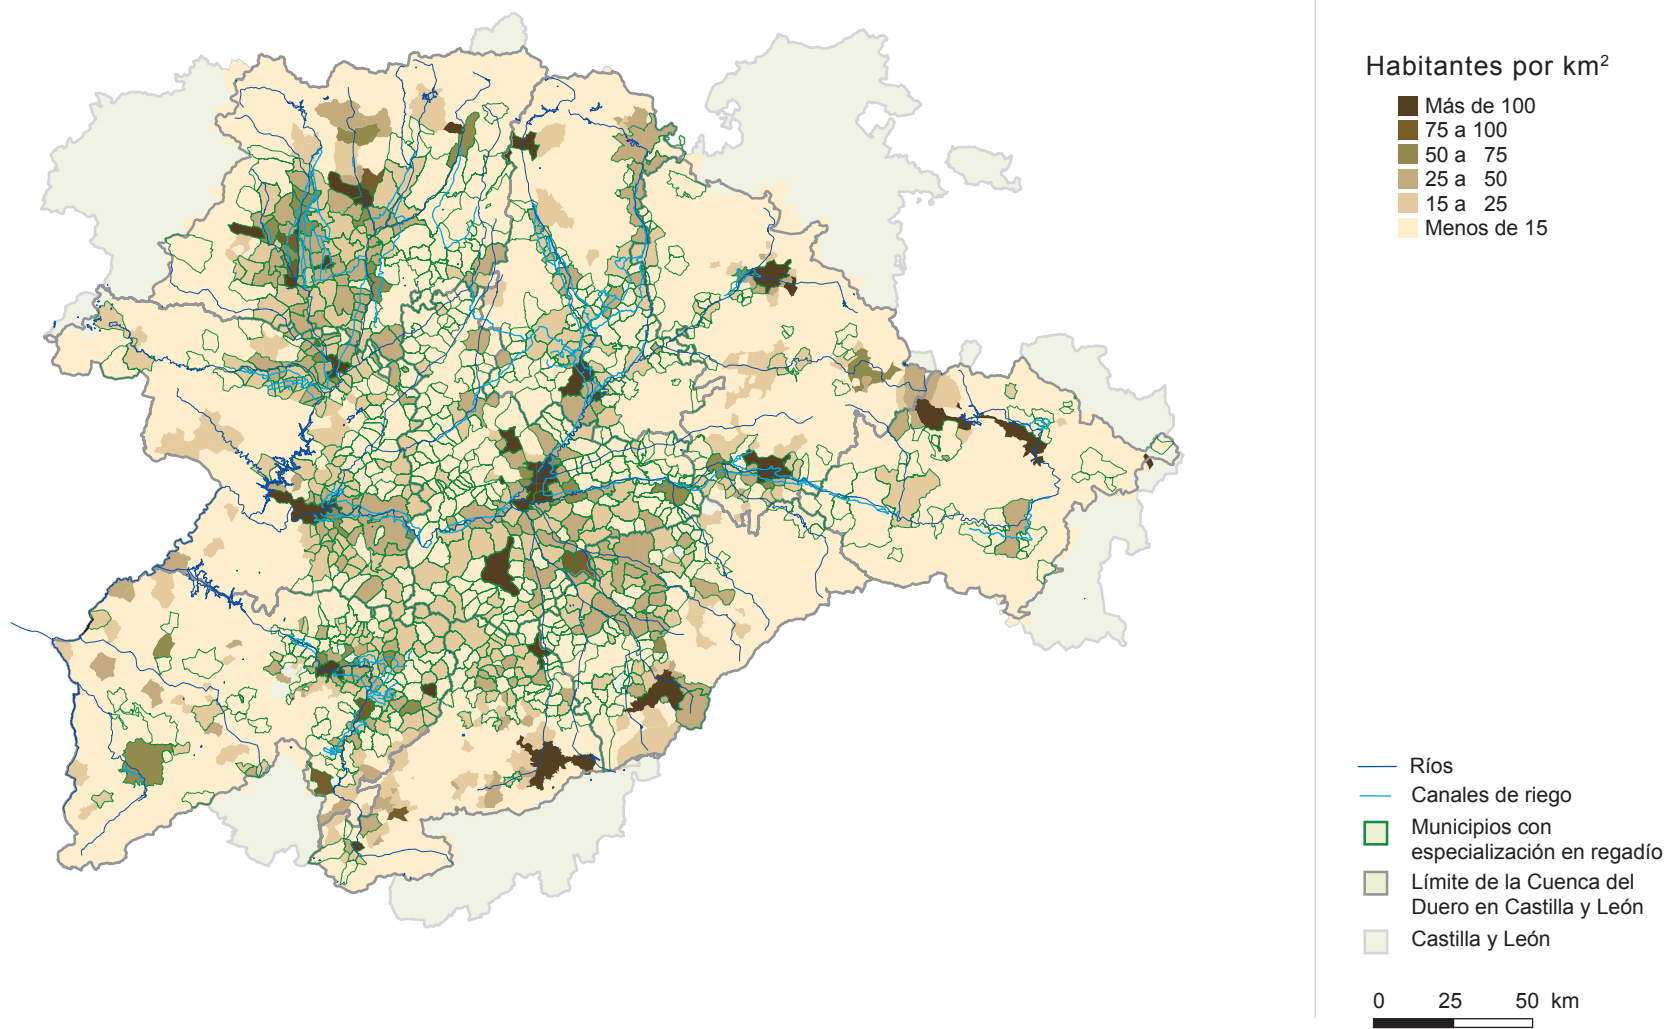 Habitantes por km²
Más de 100
75 a 100
50 a 75
25 a 50
15 a 25
Menos de 15
Ríos
Canales de riego
Municipios con
especialización en regadío
Límite de la Cuenca del
Duero en Castilla y León
Castilla y León
0 25 50 km